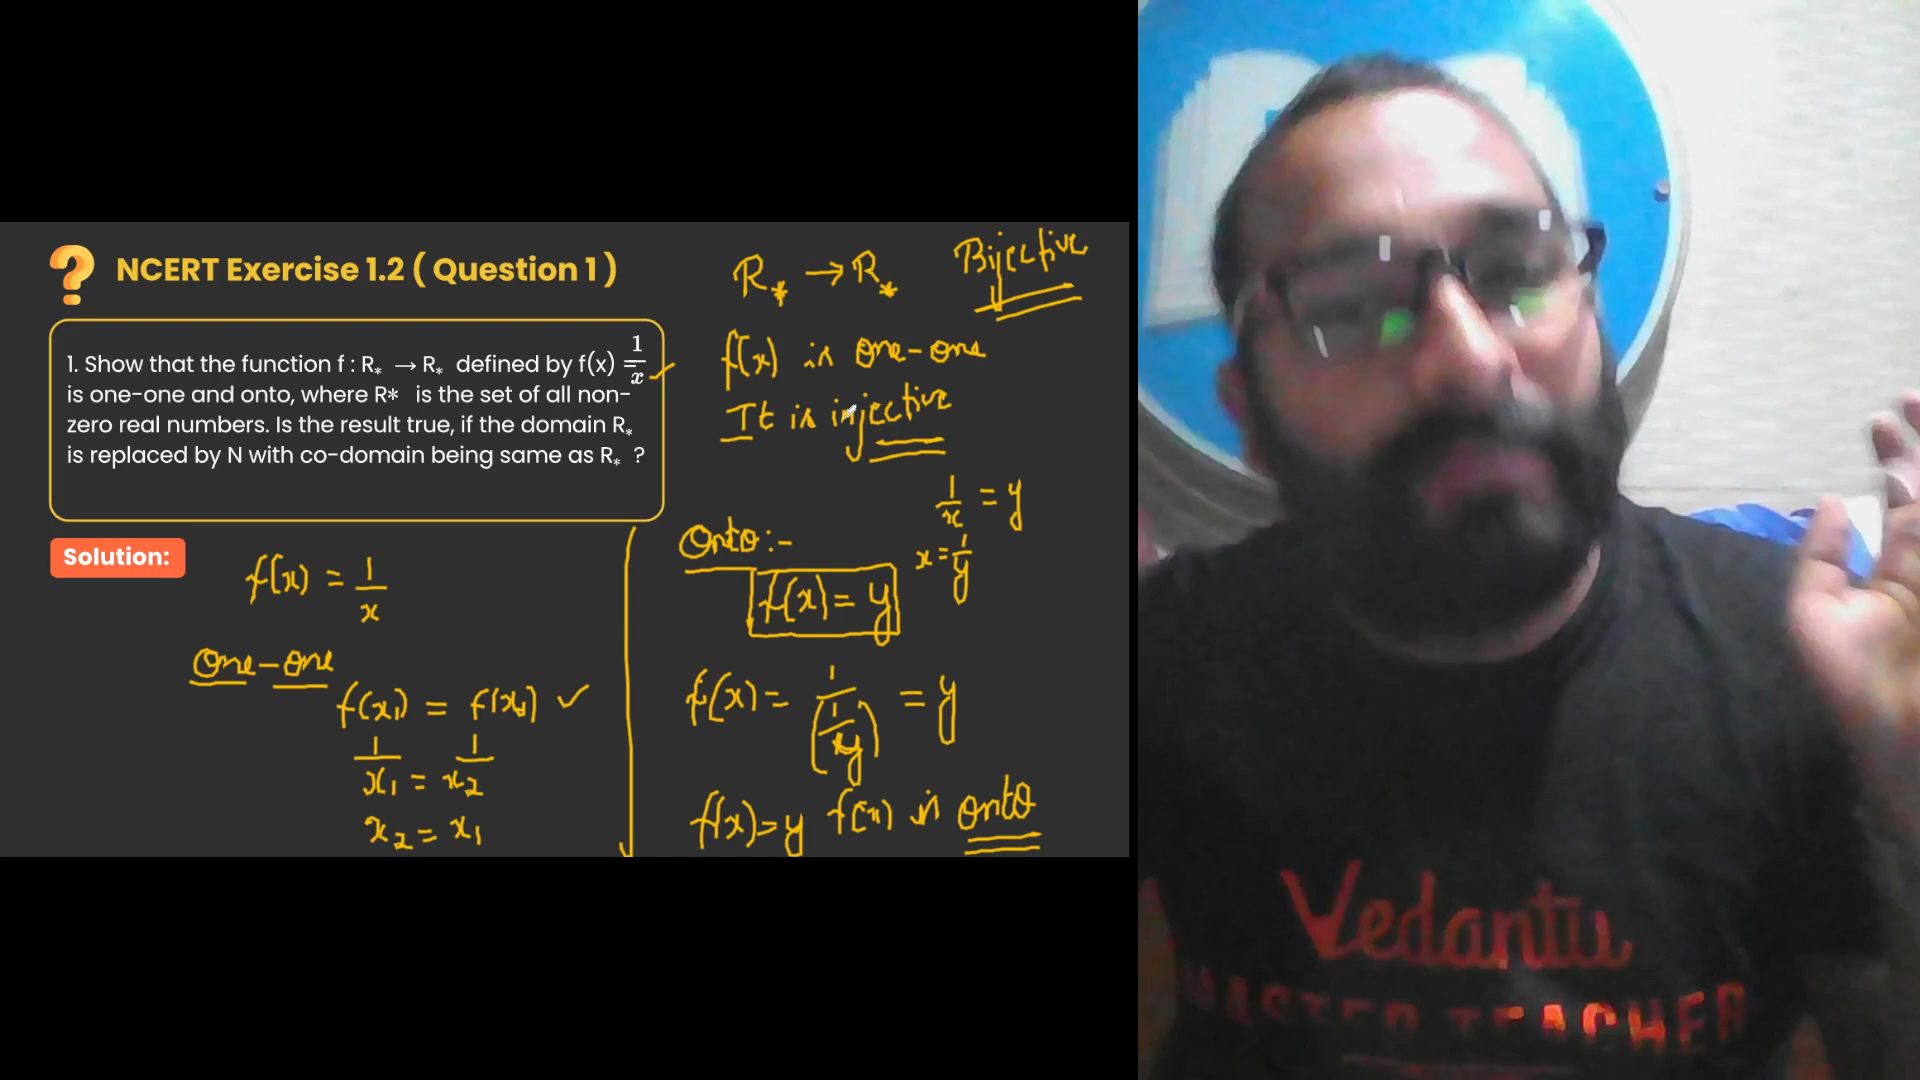 NCERT Exercise 1.2 ( Question 1 )
1. Show that the function f : R* → R* defined by f(x) = 1/x
is one-one and onto, where R* is the set of all non-
zero real numbers. Is the result true, if the domain R*
is replaced by N with co-domain being same as R* ?
Solution:
f(x) = 1/x
One-one
f(x₁) = f(x₂) ✓
1/x₁ = 1/x₂
x₂ = x₁
R* → R*
Bijective
f(x) is one-one
It is injective
Onto:-
1/x = y
x = 1/y
f(x) = y
f(x) = 1/(1/y) = y
f(x)=y f(x) is onto
Vedantu
MASTER TEACHER